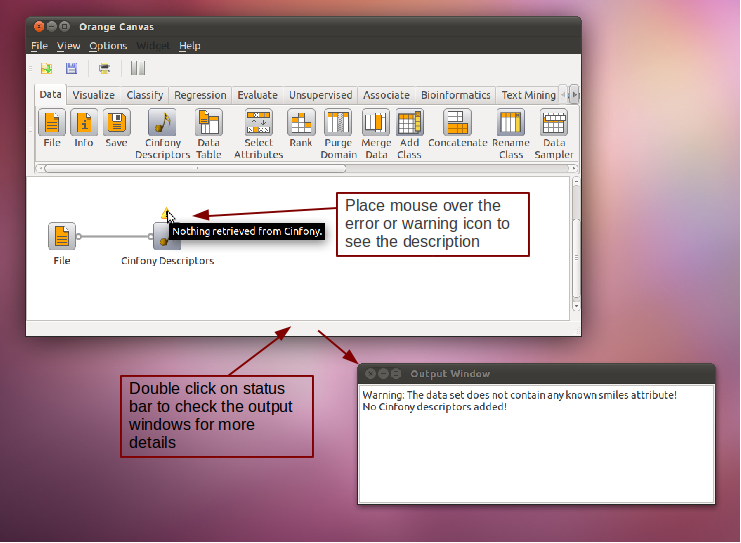 Orange Canvas
File View Options Widget Help
Data Visualize Classify Regression Evaluate Unsupervised Associate Bioinformatics Text Mining
File Info Save Cinfony Descriptors Data Table Select Attributes Rank Purge Domain Merge Data Add Class Concatenate Rename Class Data Sampler
Place mouse over the
error or warning icon to
see the description
Nothing retrieved from Cinfony.
File Cinfony Descriptors
Double click on status
bar to check the output
windows for more
details
Output Window
Warning: The data set does not contain any known smiles attribute!
No Cinfony descriptors added!